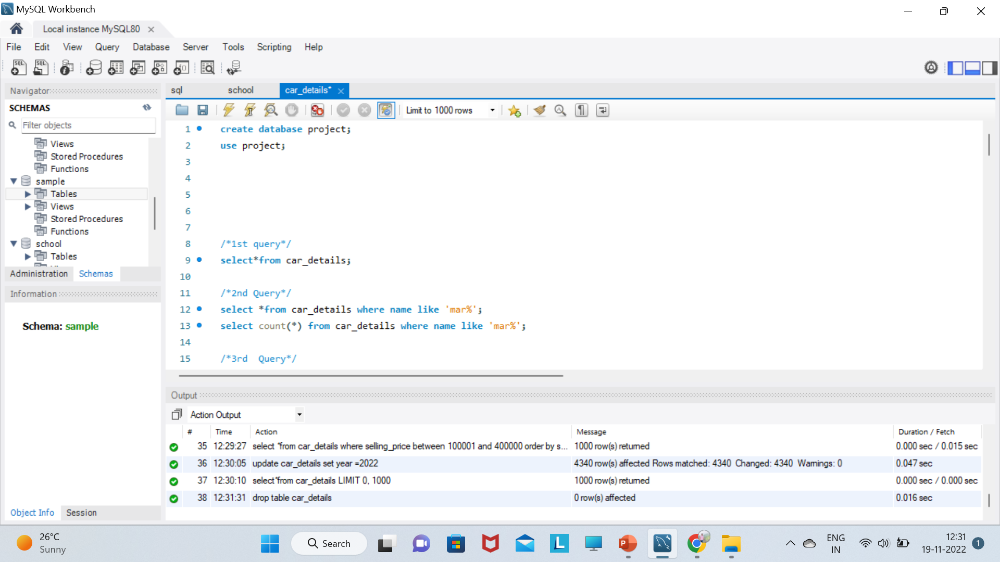 MySQL Workbench
Local instance MySQL80
File Edit View Query Database Server Tools Scripting Help
Navigator
SCHEMAS
Filter objects
Views
Stored Procedures
Functions
sample
Tables
Views
Stored Procedures
Functions
school
Tables
Administration Schemas
Information
Schema: sample
Object Info Session
sql school car_details*
Limit to 1000 rows
1 create database project;
2 use project;
3
4
5
6
7
8 /*1st query*/
9 select*from car_details;
10
11 /*2nd Query*/
12 select *from car_details where name like 'mar%';
13 select count(*) from car_details where name like 'mar%';
14
15 /*3rd  Query*/
Output
Action Output
# Time Action Message Duration / Fetch
35 12:29:27 select *from car_details where selling_price between 100001 and 400000 order by s... 1000 row(s) returned 0.000 sec / 0.015 sec
36 12:30:05 update car_details set year =2022 4340 row(s) affected Rows matched: 4340 Changed: 4340 Warnings: 0 0.047 sec
37 12:30:10 select*from car_details LIMIT 0, 1000 1000 row(s) returned 0.000 sec / 0.000 sec
38 12:31:31 drop table car_details 0 row(s) affected 0.016 sec
26°C
Sunny
Search
ENG
IN
12:31
19-11-2022
1